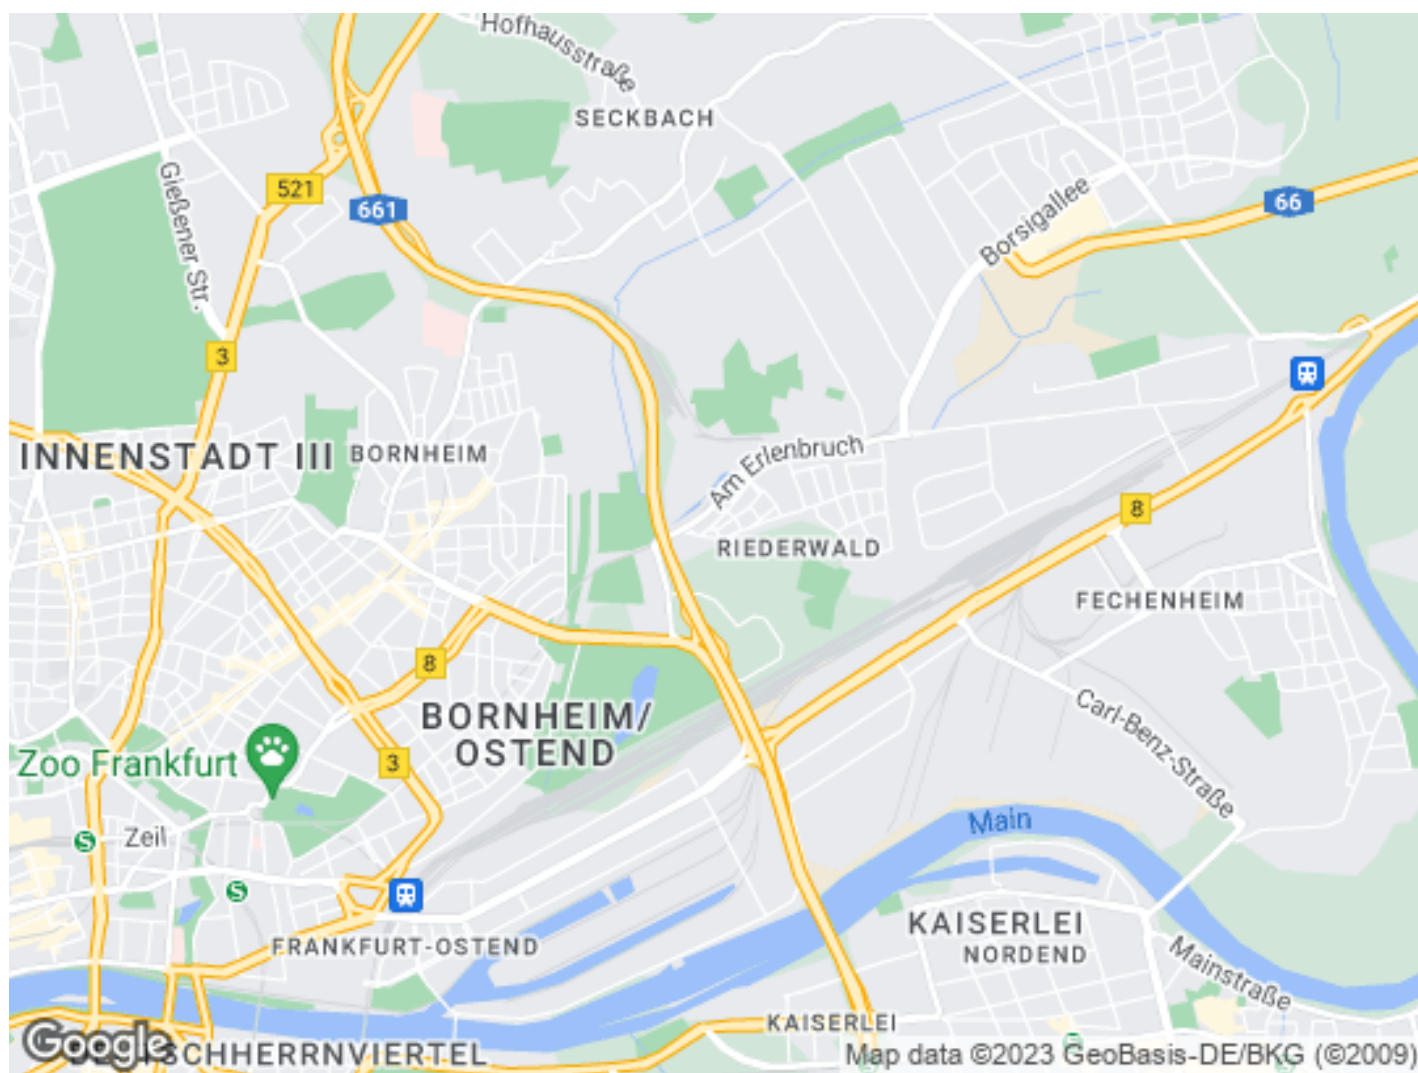 Hofhausstraße
SECKBACH
Gießener Str.
521
661
66
Borsigallee
3
INNENSTADT III
BORNHEIM
Am Erlenbruch
8
RIEDERWALD
FECHENHEIM
8
BORNHEIM/
OSTEND
Carl-Benz-Straße
Zoo Frankfurt
3
Zeil
S
Main
S
KAISERLEI
NORDEND
FRANKFURT-OSTEND
Mainstraße
KAISERLEI
Google
Map data ©2023 GeoBasis-DE/BKG (©2009)